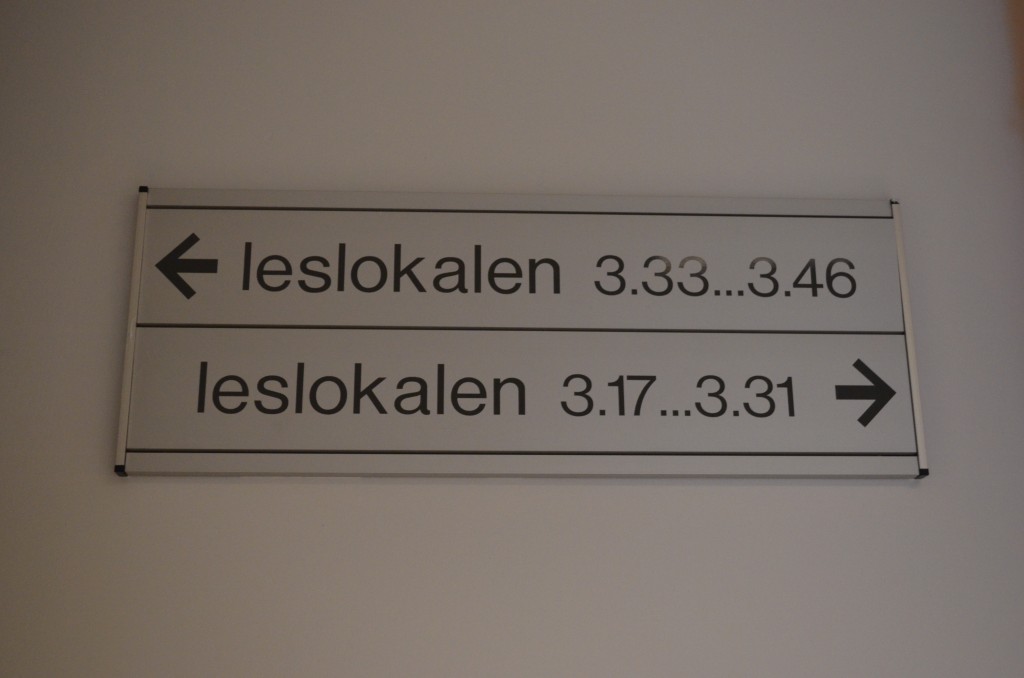 ← leslokalen 3.33...3.46
leslokalen 3.17...3.31 →